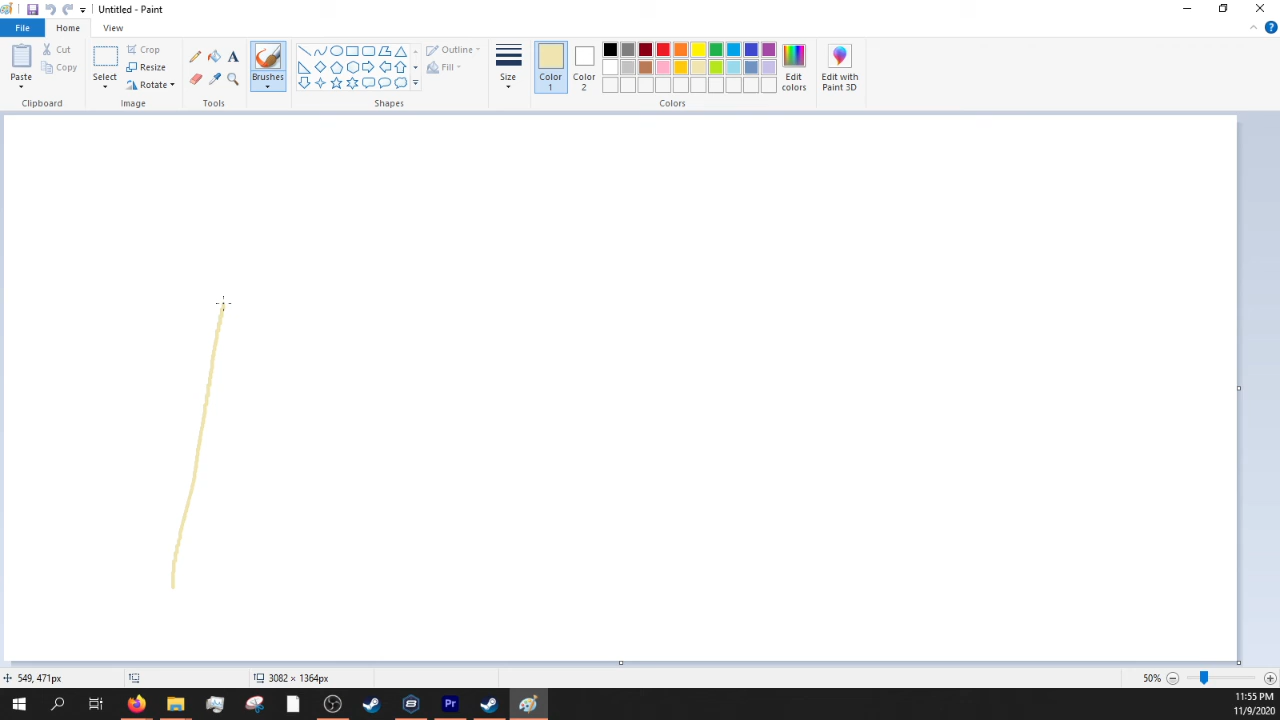 Untitled - Paint
File Home View
Paste
Cut
Copy
Clipboard
Select
Crop
Resize
Rotate
Image
A
Tools
Brushes
Shapes
Outline
Fill
Size
Color 1
Color 2
Edit colors
Colors
Edit with Paint 3D
549, 471px
3082 × 1364px
50%
Pr
11:55 PM
11/9/2020